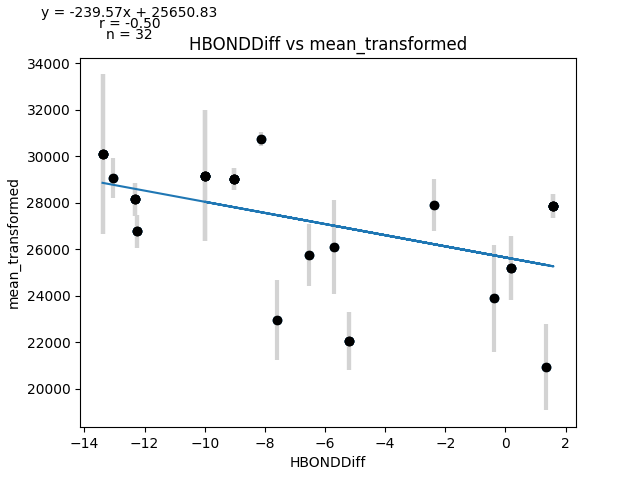 y = -239.57x + 25650.83
r = -0.50
n = 32
HBONDDiff vs mean_transformed
34000
32000
30000
28000
26000
24000
22000
20000
mean_transformed
−14 −12 −10 −8 −6 −4 −2 0 2
HBONDDiff